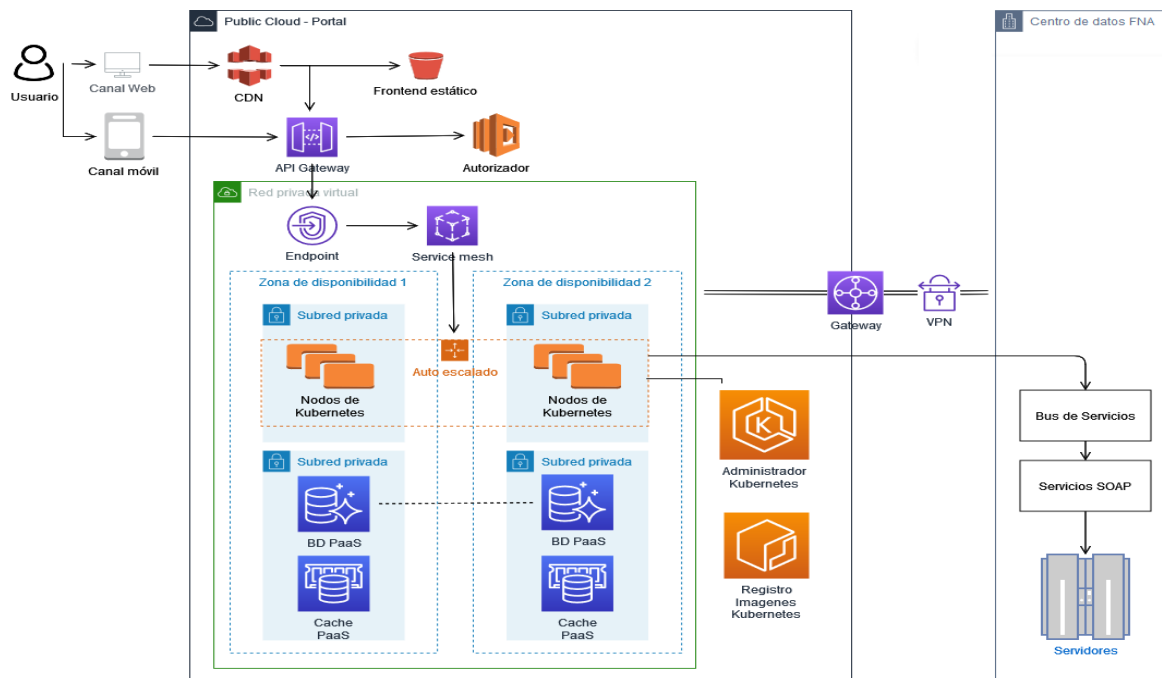 Public Cloud - Portal
Centro de datos FNA
Usuario
Canal Web
CDN
Frontend estático
Canal móvil
API Gateway
Autorizador
Red privada virtual
Endpoint
Service mesh
Zona de disponibilidad 1
Zona de disponibilidad 2
Subred privada
Subred privada
Gateway
VPN
Auto escalado
Nodos de
Kubernetes
Nodos de
Kubernetes
Bus de Servicios
K
Administrador
Kubernetes
Subred privada
Subred privada
Servicios SOAP
BD PaaS
BD PaaS
Registro
Imagenes
Kubernetes
Cache
PaaS
Cache
PaaS
Servidores